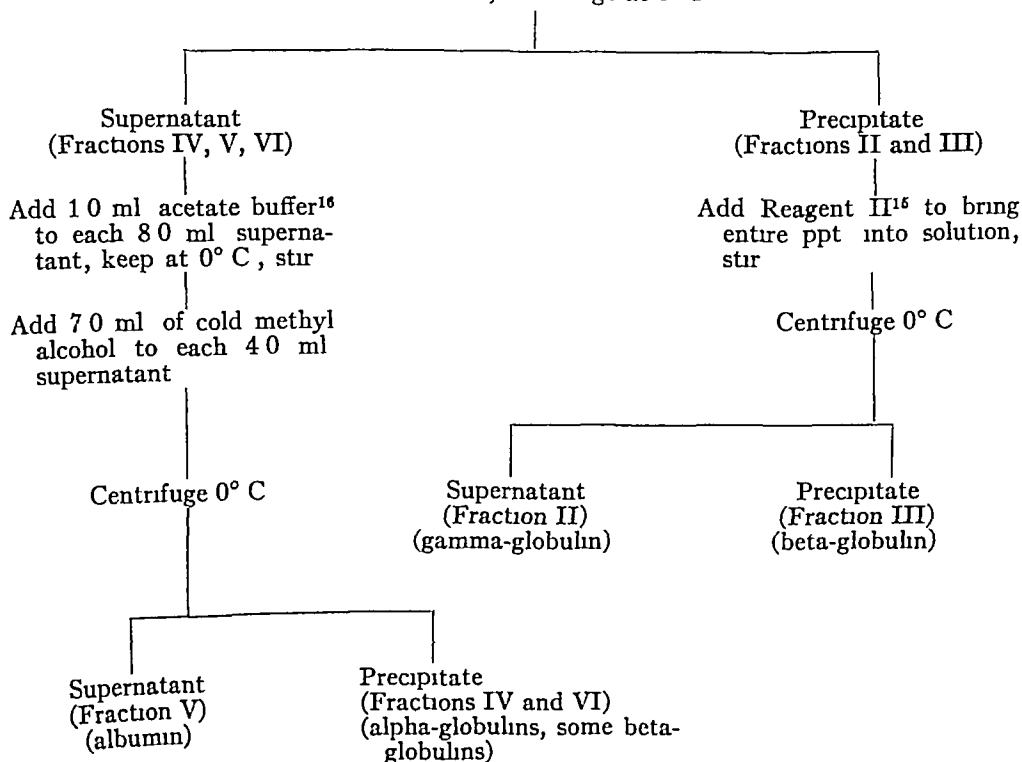 Supernatant
(Fractions IV, V, VI)
Add 1 0 ml acetate buffer¹⁶
to each 8 0 ml superna-
tant, keep at 0° C , stir
Add 7 0 ml of cold methyl
alcohol to each 4 0 ml
supernatant
Centrifuge 0° C
Supernatant
(Fraction V)
(albumin)
Precipitate
(Fractions IV and VI)
(alpha-globulins, some beta-
globulins)
Precipitate
(Fractions II and III)
Add Reagent II¹⁵ to bring
entire ppt into solution,
stir
Centrifuge 0° C
Supernatant
(Fraction II)
(gamma-globulin)
Precipitate
(Fraction III)
(beta-globulin)